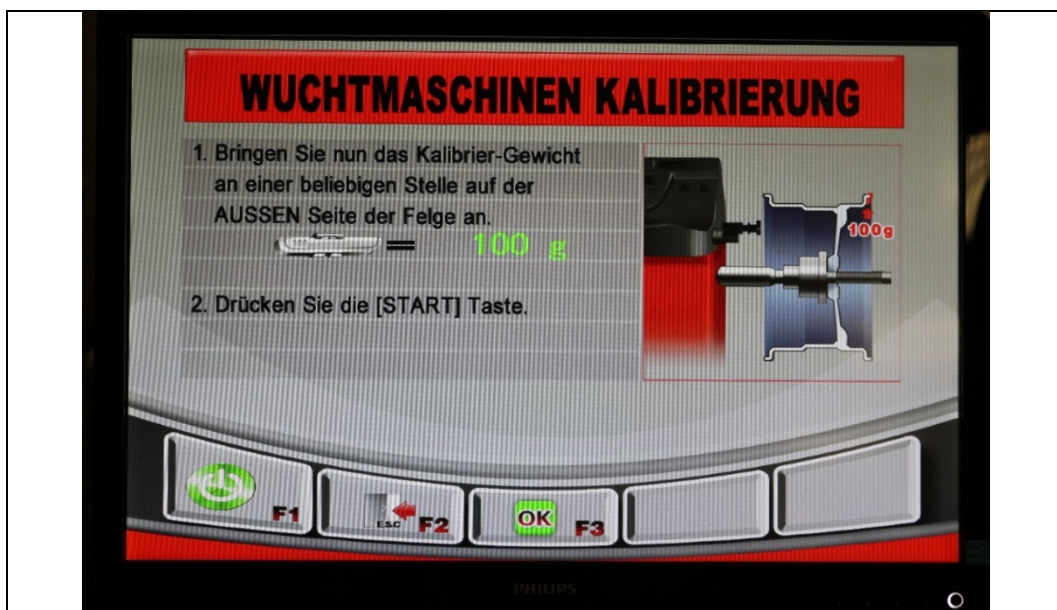 WUCHTMASCHINEN KALIBRIERUNG
1. Bringen Sie nun das Kalibrier-Gewicht
an einer beliebigen Stelle auf der
AUSSEN Seite der Felge an.
100 = 100 g
2. Drücken Sie die [START] Taste.
100g
F1
ESC F2
OK F3
PHILIPS